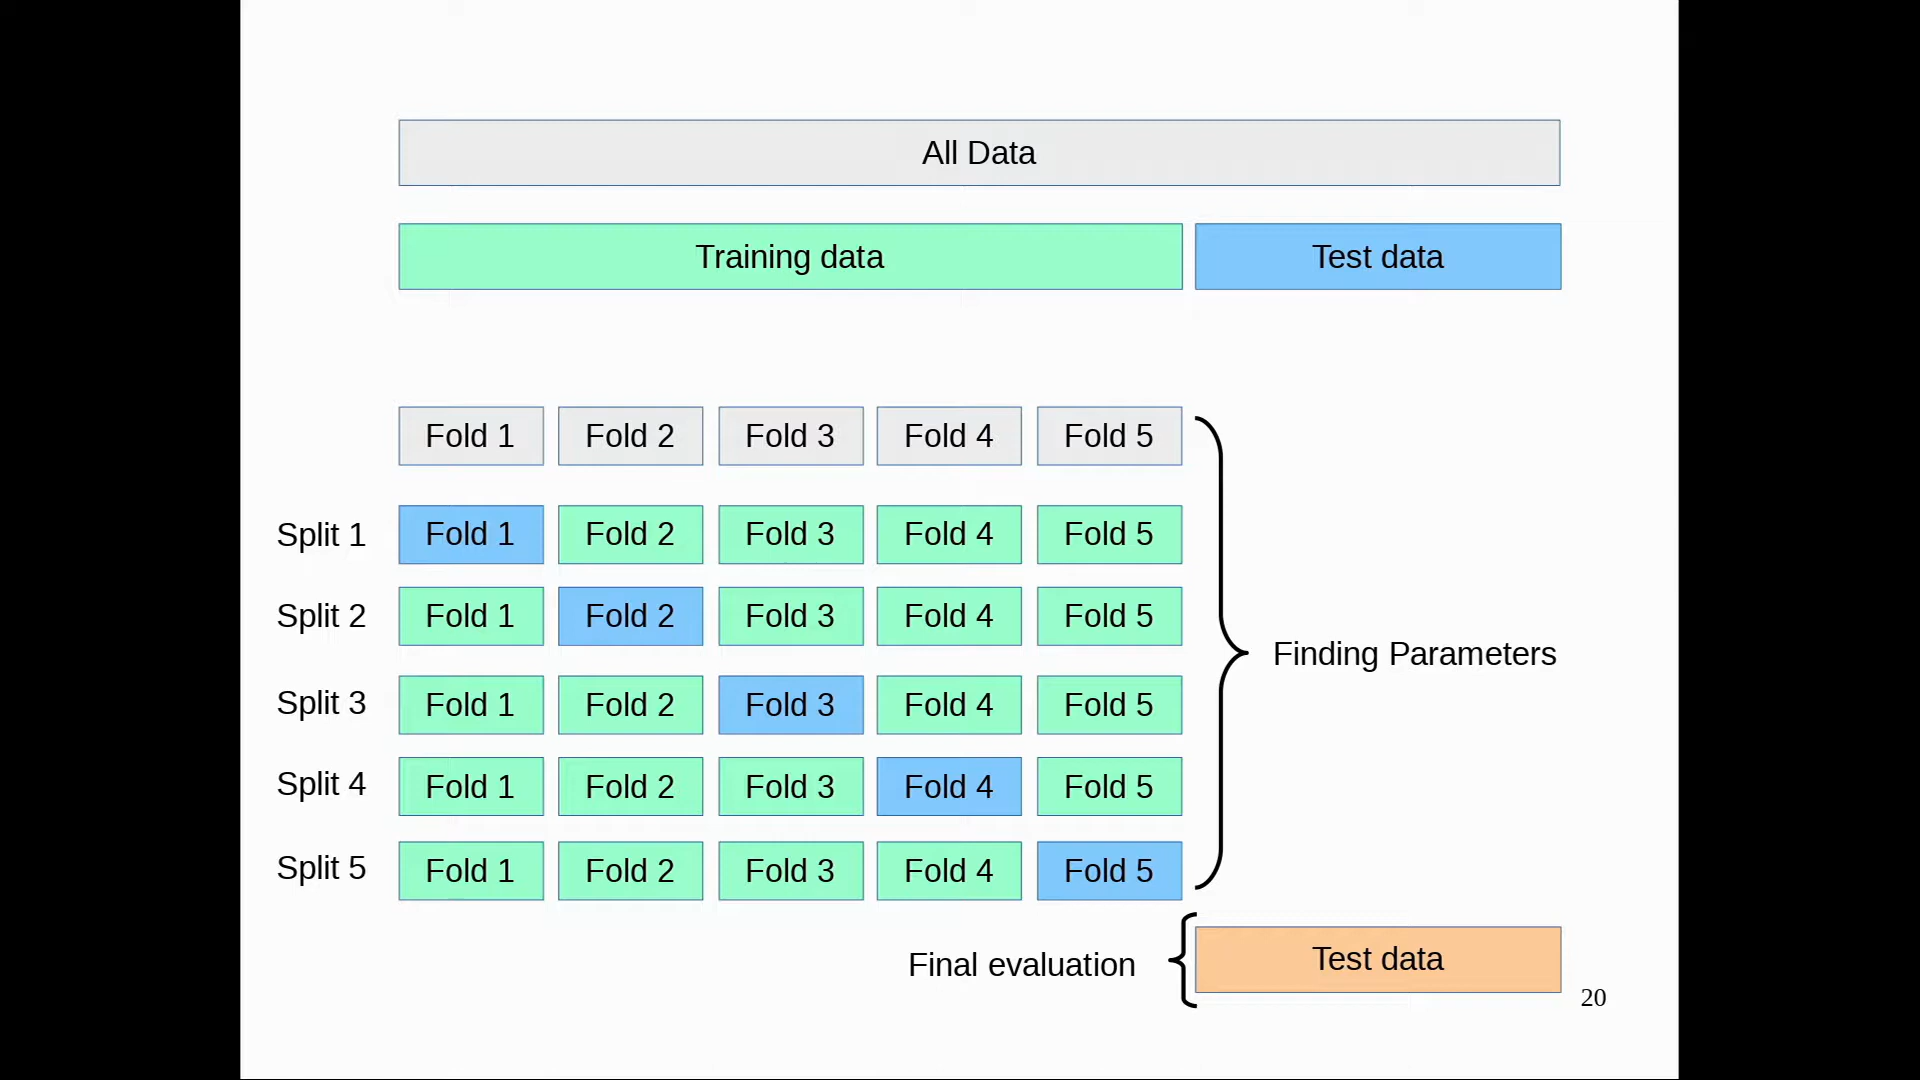 All Data
Training data Test data
Fold 1 Fold 2 Fold 3 Fold 4 Fold 5
Split 1 Fold 1 Fold 2 Fold 3 Fold 4 Fold 5
Split 2 Fold 1 Fold 2 Fold 3 Fold 4 Fold 5
Finding Parameters
Split 3 Fold 1 Fold 2 Fold 3 Fold 4 Fold 5
Split 4 Fold 1 Fold 2 Fold 3 Fold 4 Fold 5
Split 5 Fold 1 Fold 2 Fold 3 Fold 4 Fold 5
Final evaluation Test data
20